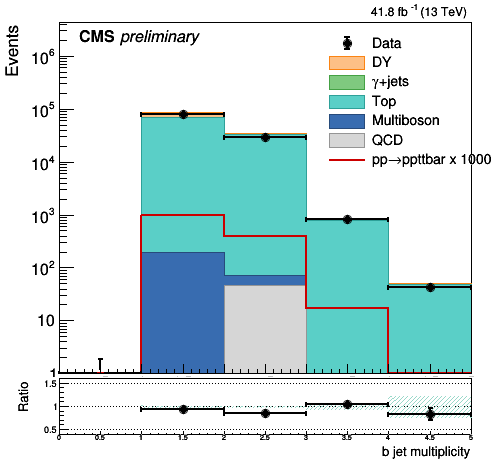 41.8 fb⁻¹ (13 TeV)
CMS preliminary
Events
Data
DY
γ+jets
Top
Multiboson
QCD
pp→ppttbar x 1000
10⁶
10⁵
10⁴
10³
10²
10
1
Ratio
1.5
1
0.5
0 0.5 1 1.5 2 2.5 3 3.5 4 4.5 5
b jet multiplicity